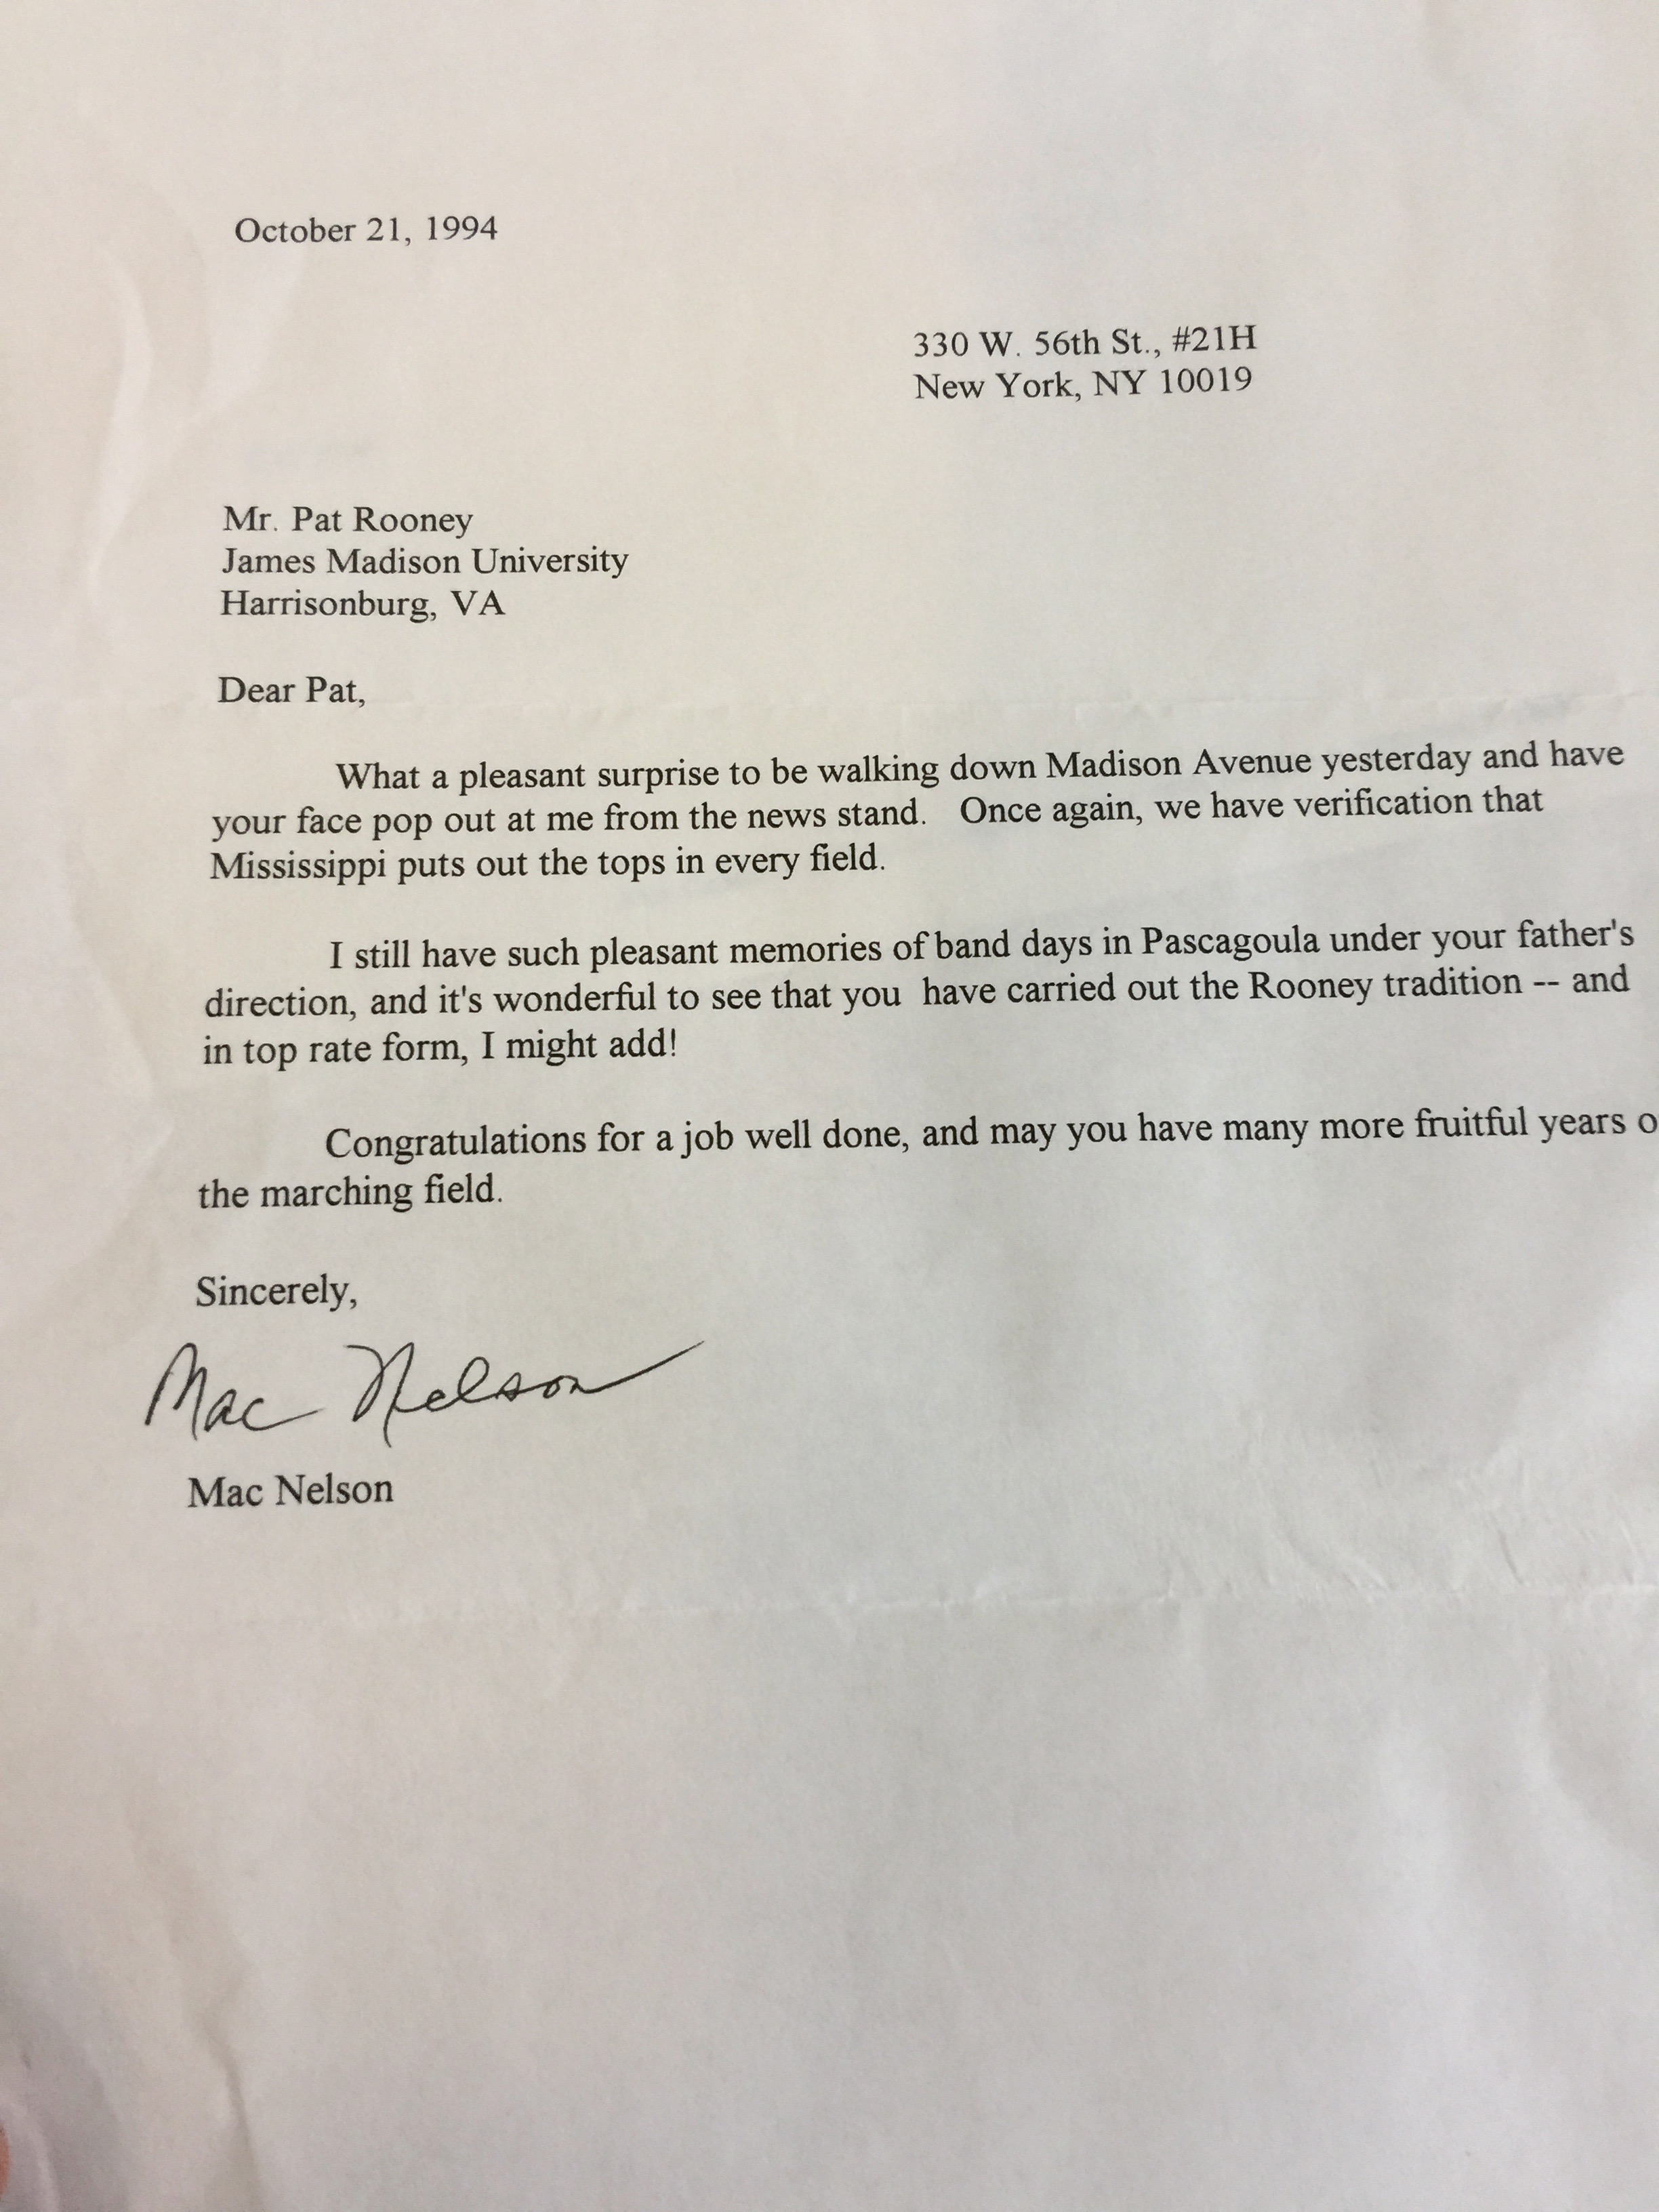 October 21, 1994
330 W. 56th St., #21H
New York, NY 10019
Mr. Pat Rooney
James Madison University
Harrisonburg, VA
Dear Pat,
What a pleasant surprise to be walking down Madison Avenue yesterday and have
your face pop out at me from the news stand.   Once again, we have verification that
Mississippi puts out the tops in every field.
I still have such pleasant memories of band days in Pascagoula under your father's
direction, and it's wonderful to see that you  have carried out the Rooney tradition -- and
in top rate form, I might add!
Congratulations for a job well done, and may you have many more fruitful years o
the marching field.
Sincerely,
Mac Nelson
Mac Nelson